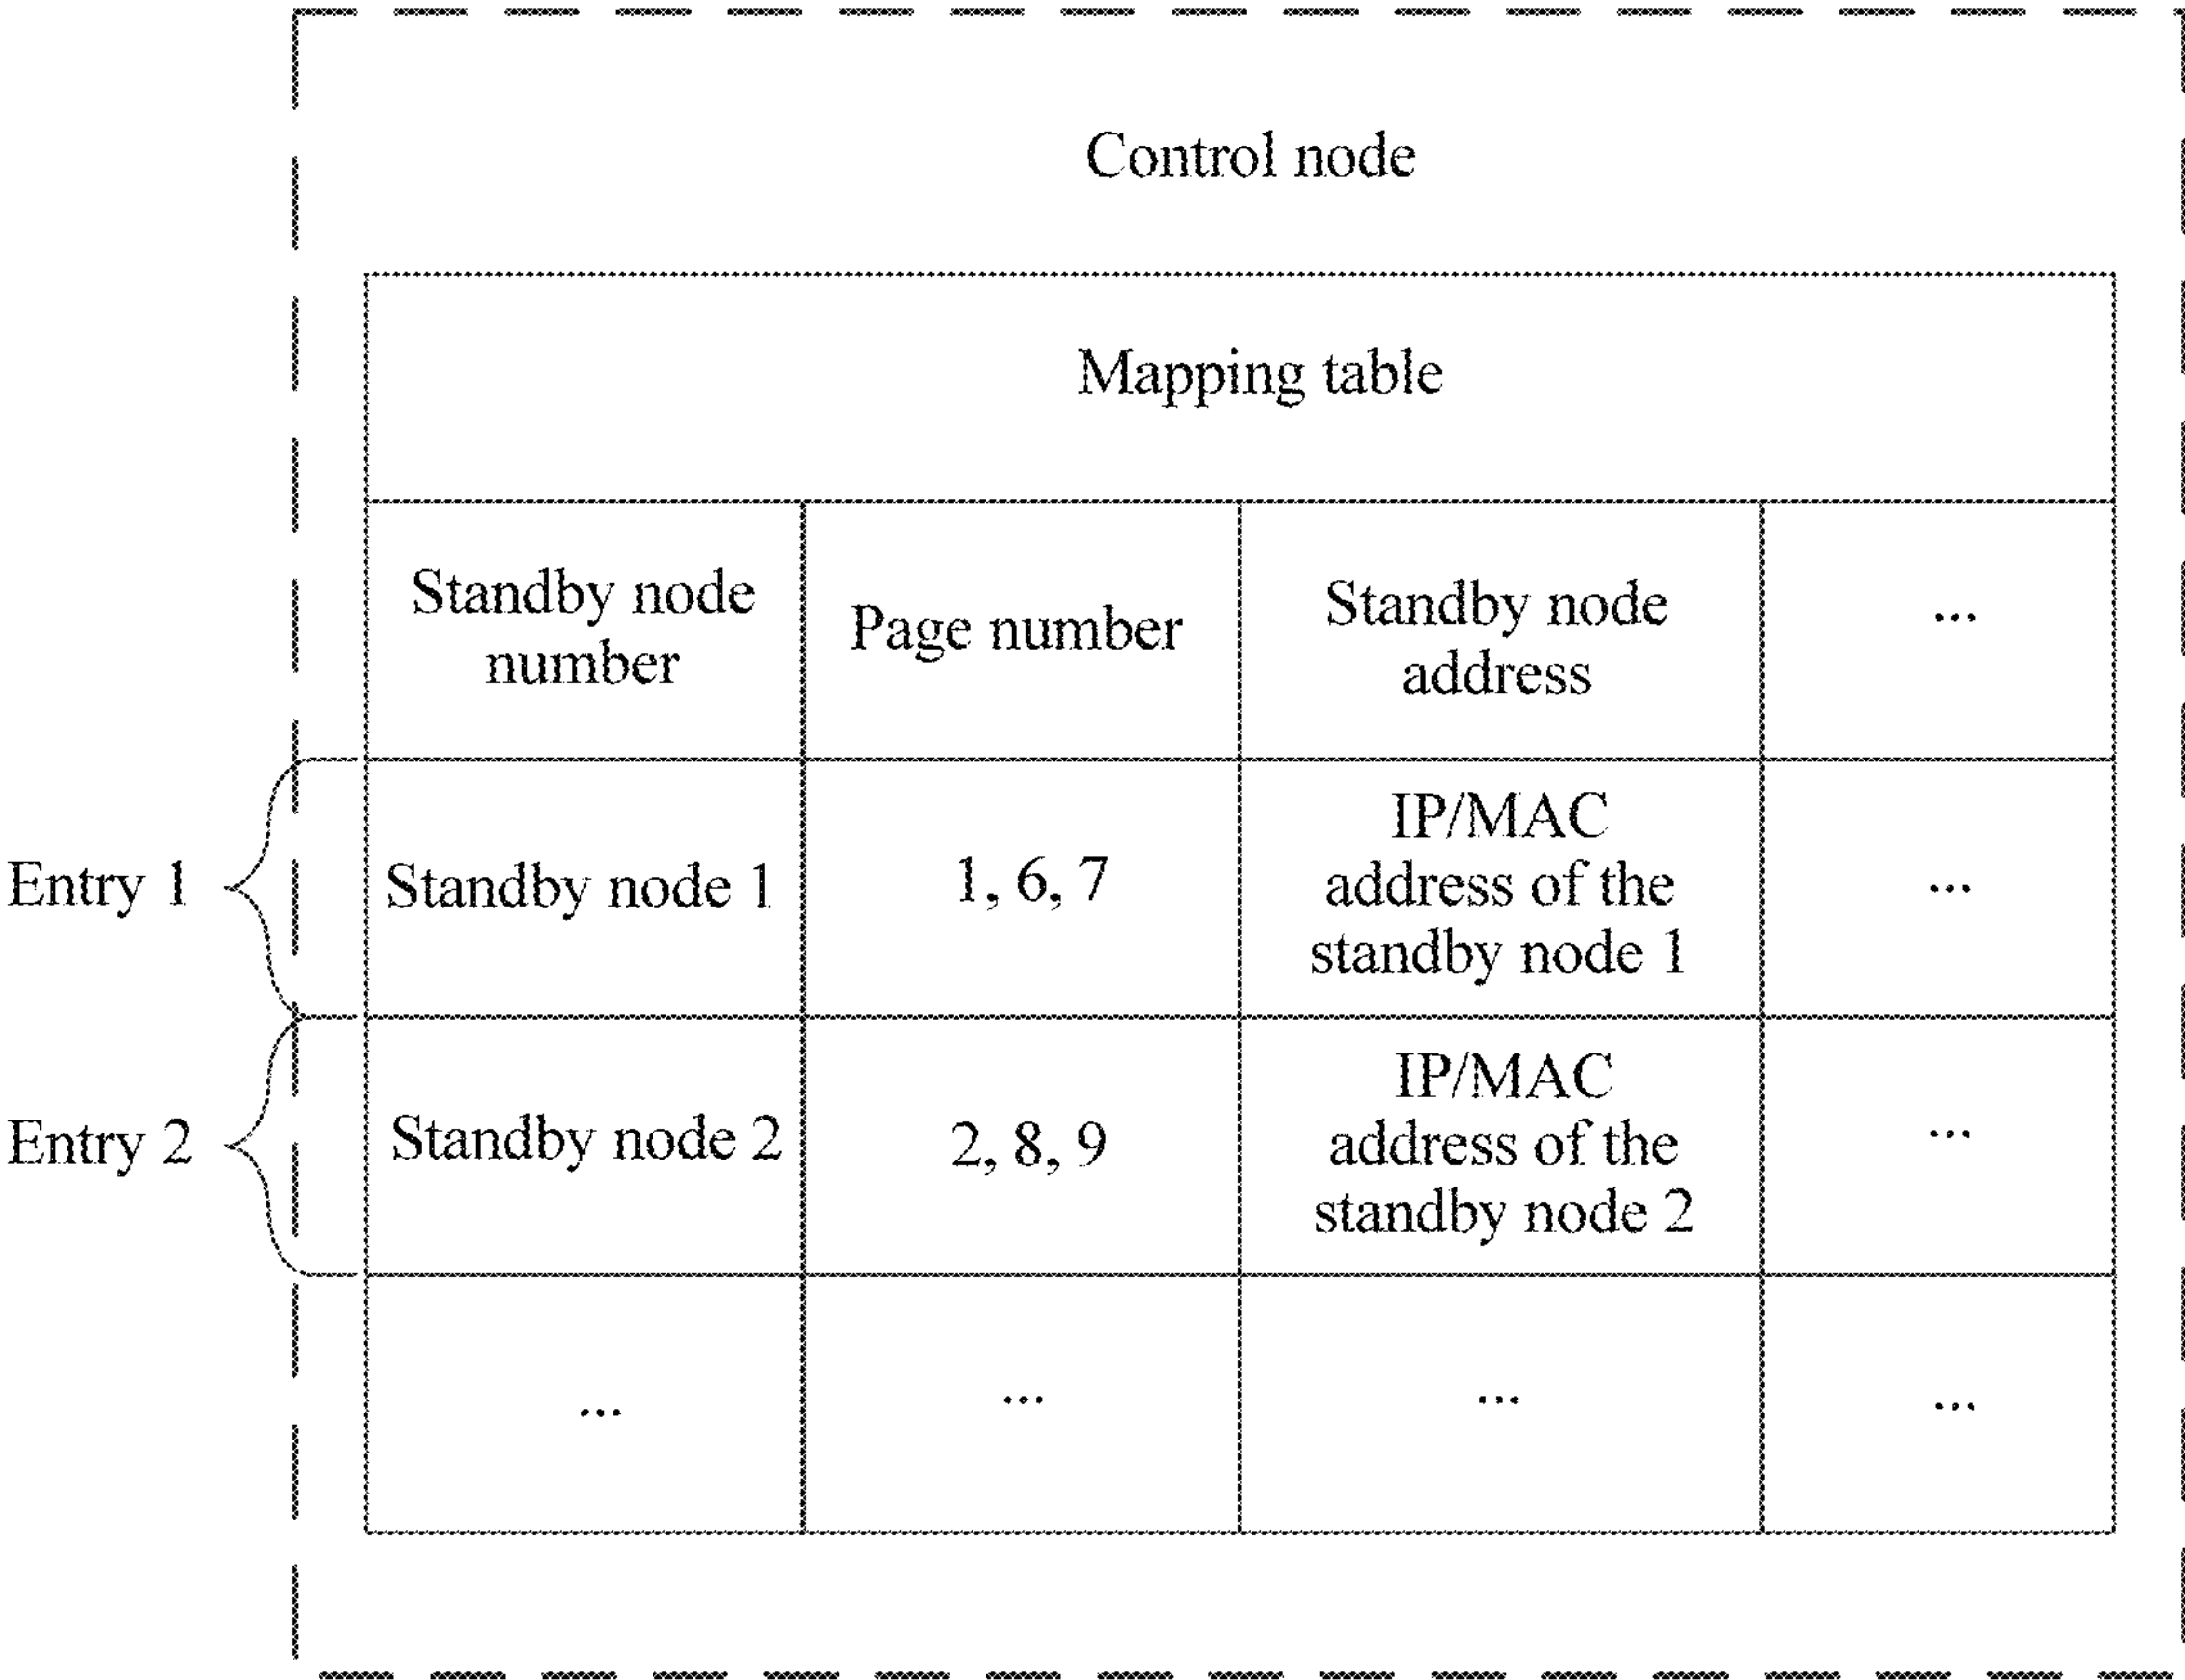 Control node
Mapping table
Standby node
number
Page number
Standby node
address
...
Entry 1
Standby node 1
1, 6, 7
IP/MAC
address of the
standby node 1
...
Entry 2
Standby node 2
2, 8, 9
IP/MAC
address of the
standby node 2
...
...
...
...
...